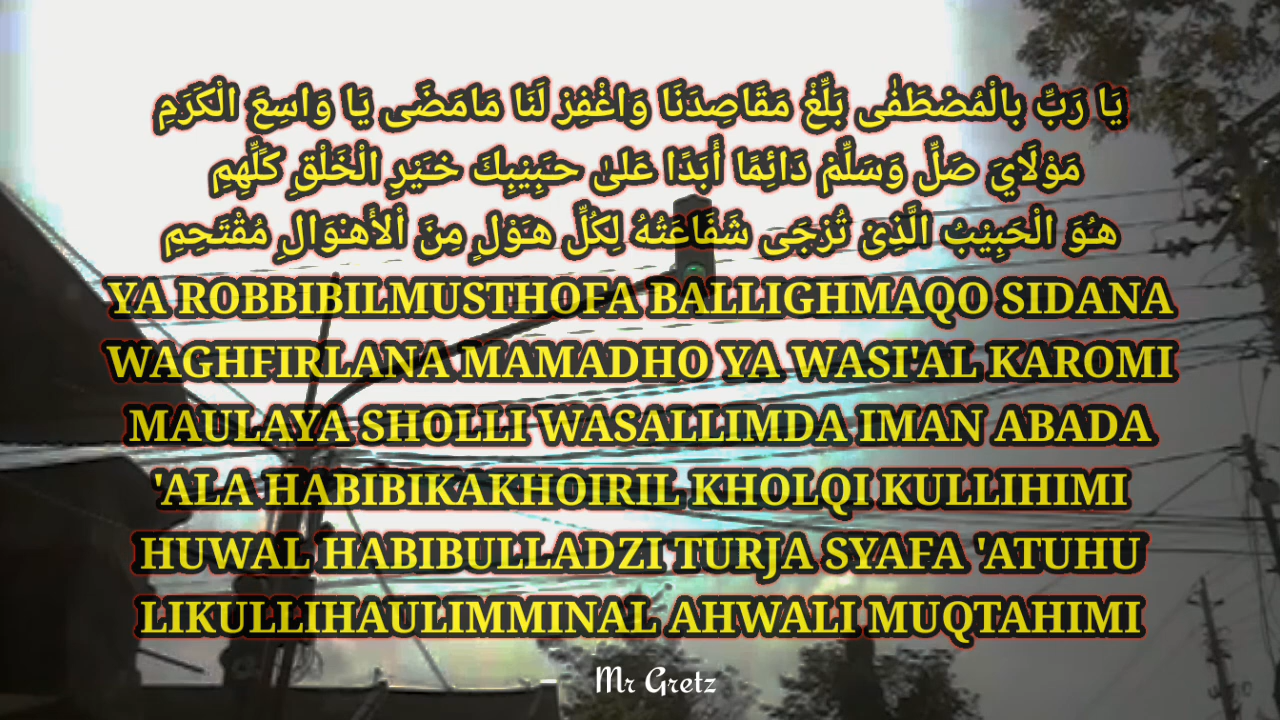 يَا رَبِّ بِالْمُصْطَفٰى بَلِّغْ مَقَاصِدَنَا وَاغْفِرْ لَنَا مَامَضَى يَا وَاسِعَ الْكَرَمِ
مَوْلَايَ صَلِّ وَسَلِّمْ دَائِمًا أَبَدًا عَلىٰ حَبِيْبِكَ خَيْرِ الْخَلْقِ كُلِّهِمِ
هُوَ الْحَبِيْبُ الَّذِىْ تُرْجَى شَفَاعَتُهُ لِكُلِّ هَوْلٍ مِنَ اْلأَهْوَالِ مُقْتَحِمِ
YA ROBBIBILMUSTHOFA BALLIGHMAQO SIDANA
WAGHFIRLANA MAMADHO YA WASI'AL KAROMI
MAULAYA SHOLLI WASALLIMDA IMAN ABADA
'ALA HABIBIKAKHOIRIL KHOLQI KULLIHIMI
HUWAL HABIBULLADZI TURJA SYAFA 'ATUHU
LIKULLIHAULIMMINAL AHWALI MUQTAHIMI
– Mr Gretz